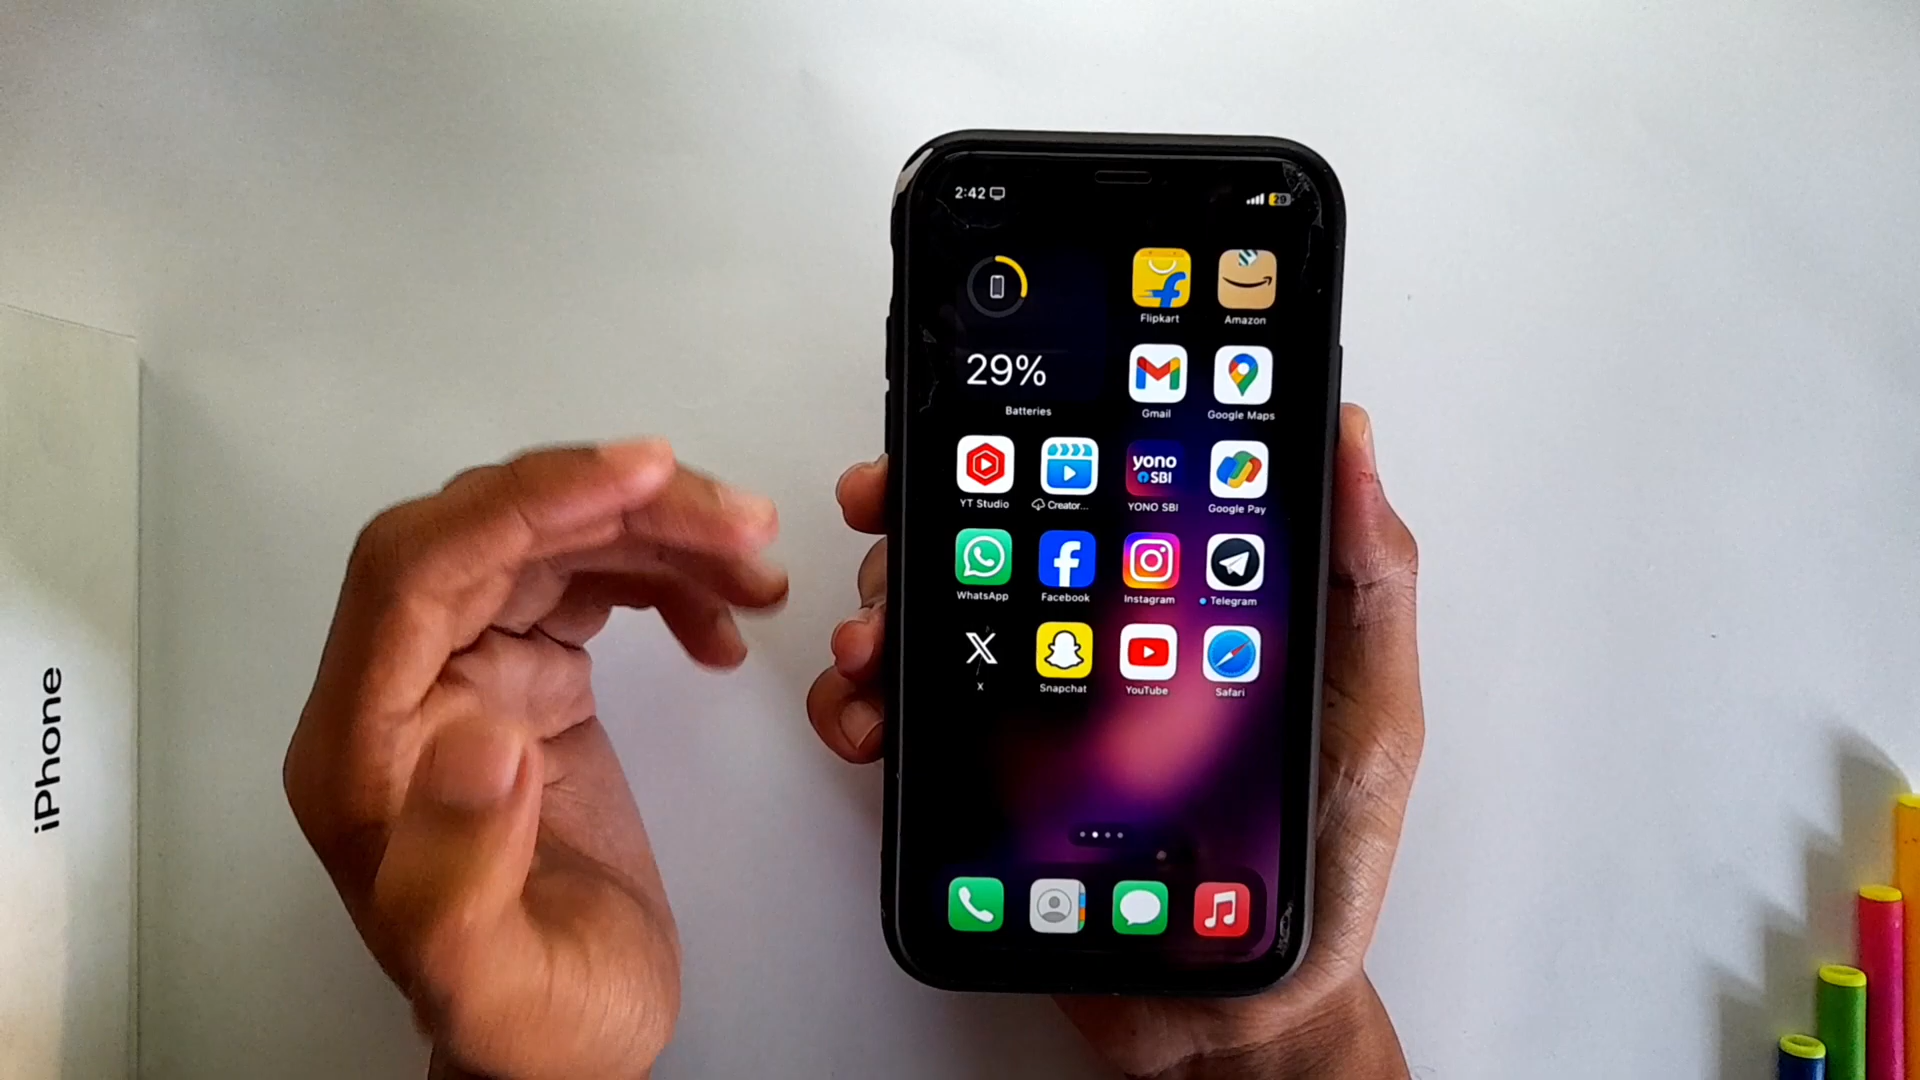 iPhone
2:42
29
Flipkart
Amazon
29%
Batteries
Gmail
Google Maps
YT Studio
Creator...
yono
SBI
YONO SBI
Google Pay
WhatsApp
Facebook
Instagram
Telegram
X
Snapchat
YouTube
Safari